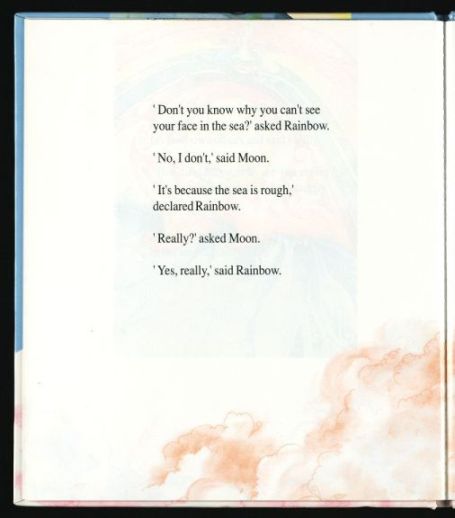 ' Don't you know why you can't see
your face in the sea?' asked Rainbow.
' No, I don't,' said Moon.
' It's because the sea is rough,'
declared Rainbow.
' Really?' asked Moon.
' Yes, really,' said Rainbow.